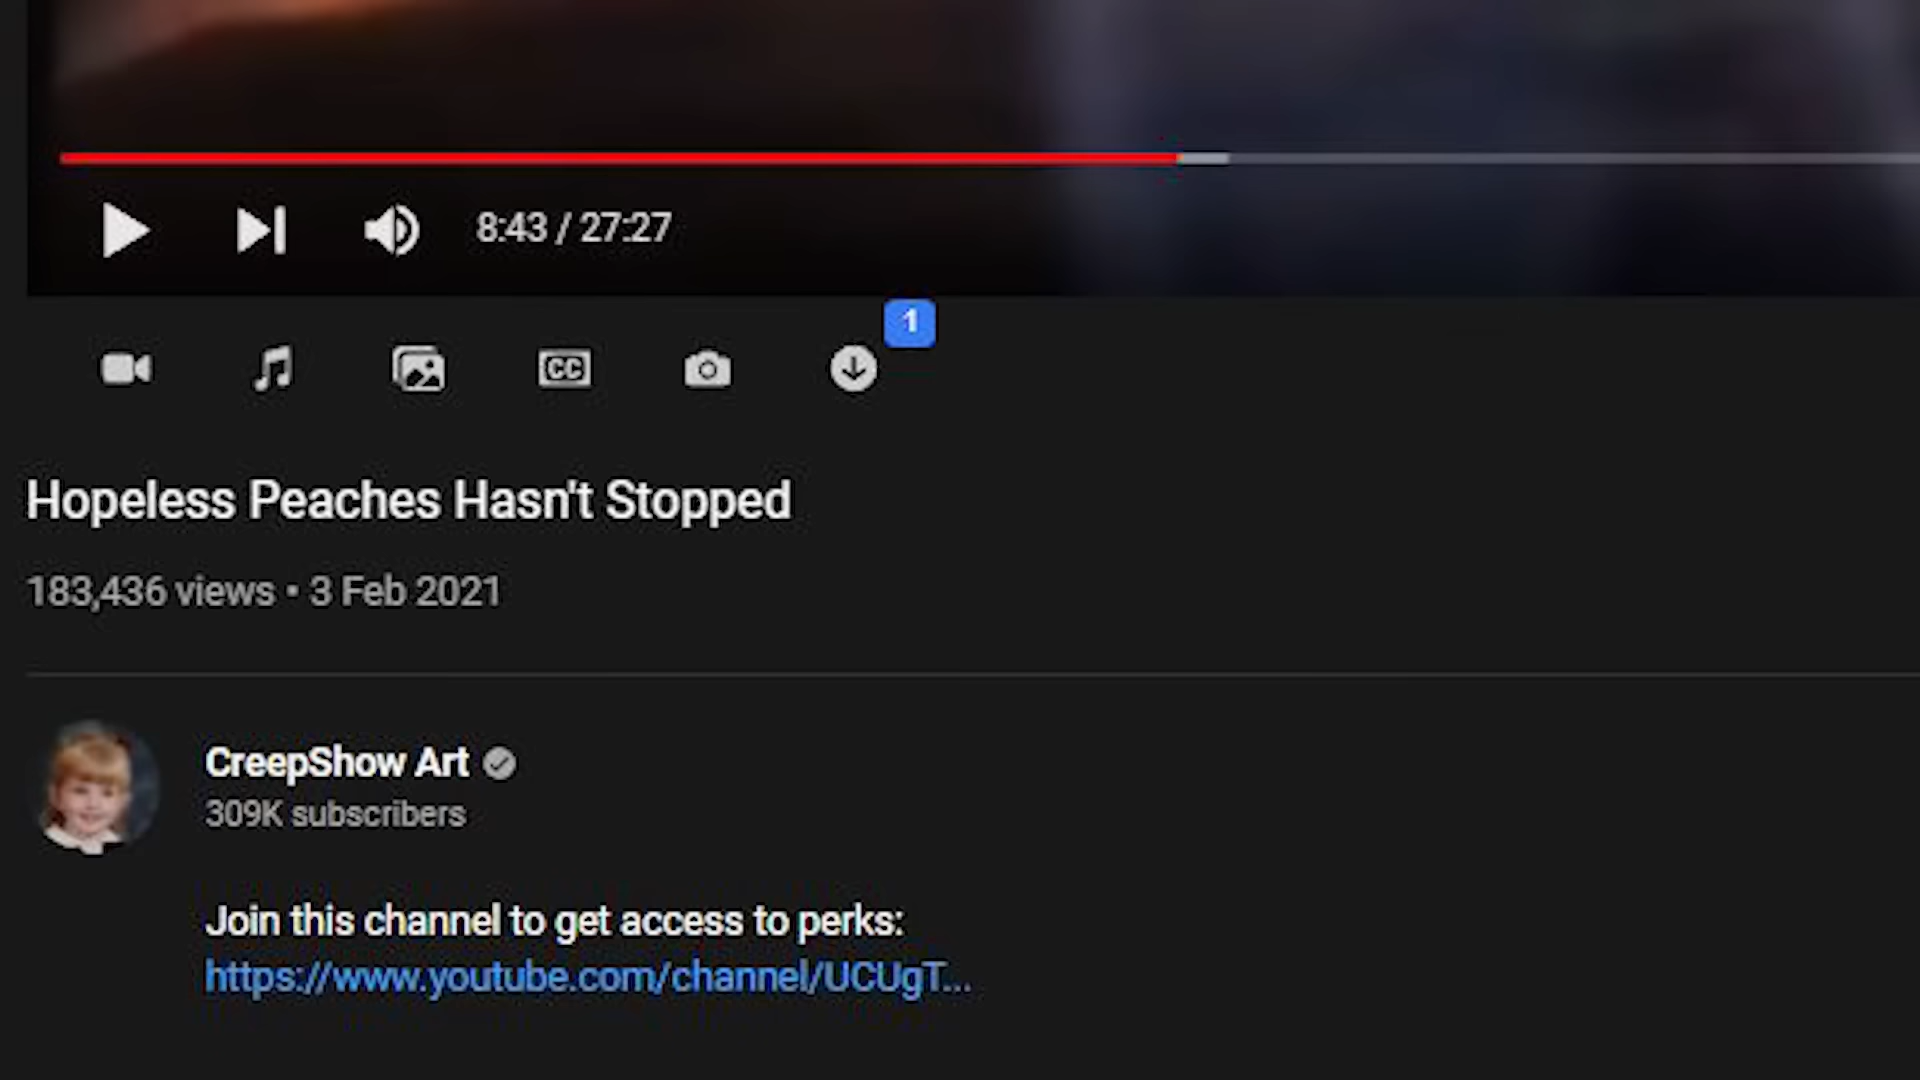 8:43 / 27:27
1
CC
Hopeless Peaches Hasn't Stopped
183,436 views • 3 Feb 2021
CreepShow Art
309K subscribers
Join this channel to get access to perks:
https://www.youtube.com/channel/UCUgT...